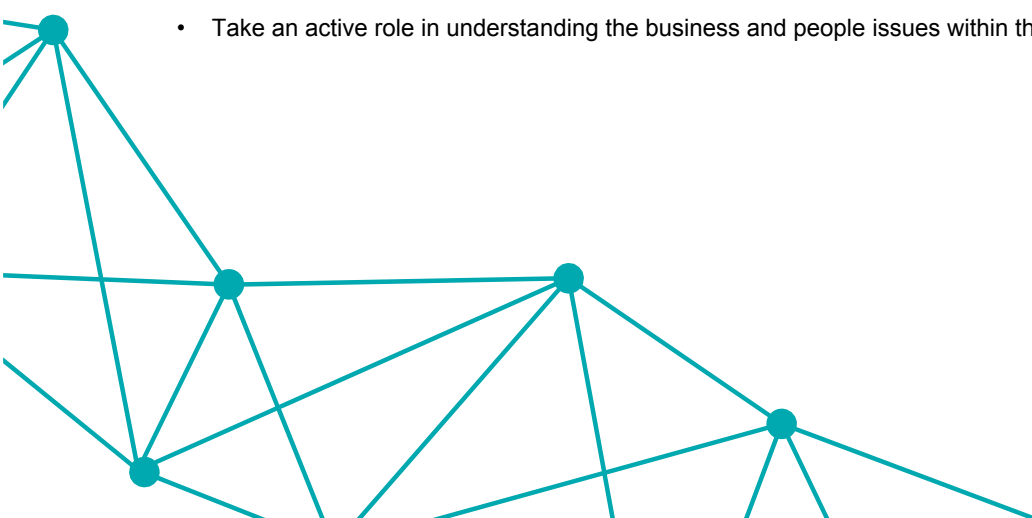 • Take an active role in understanding the business and people issues within th